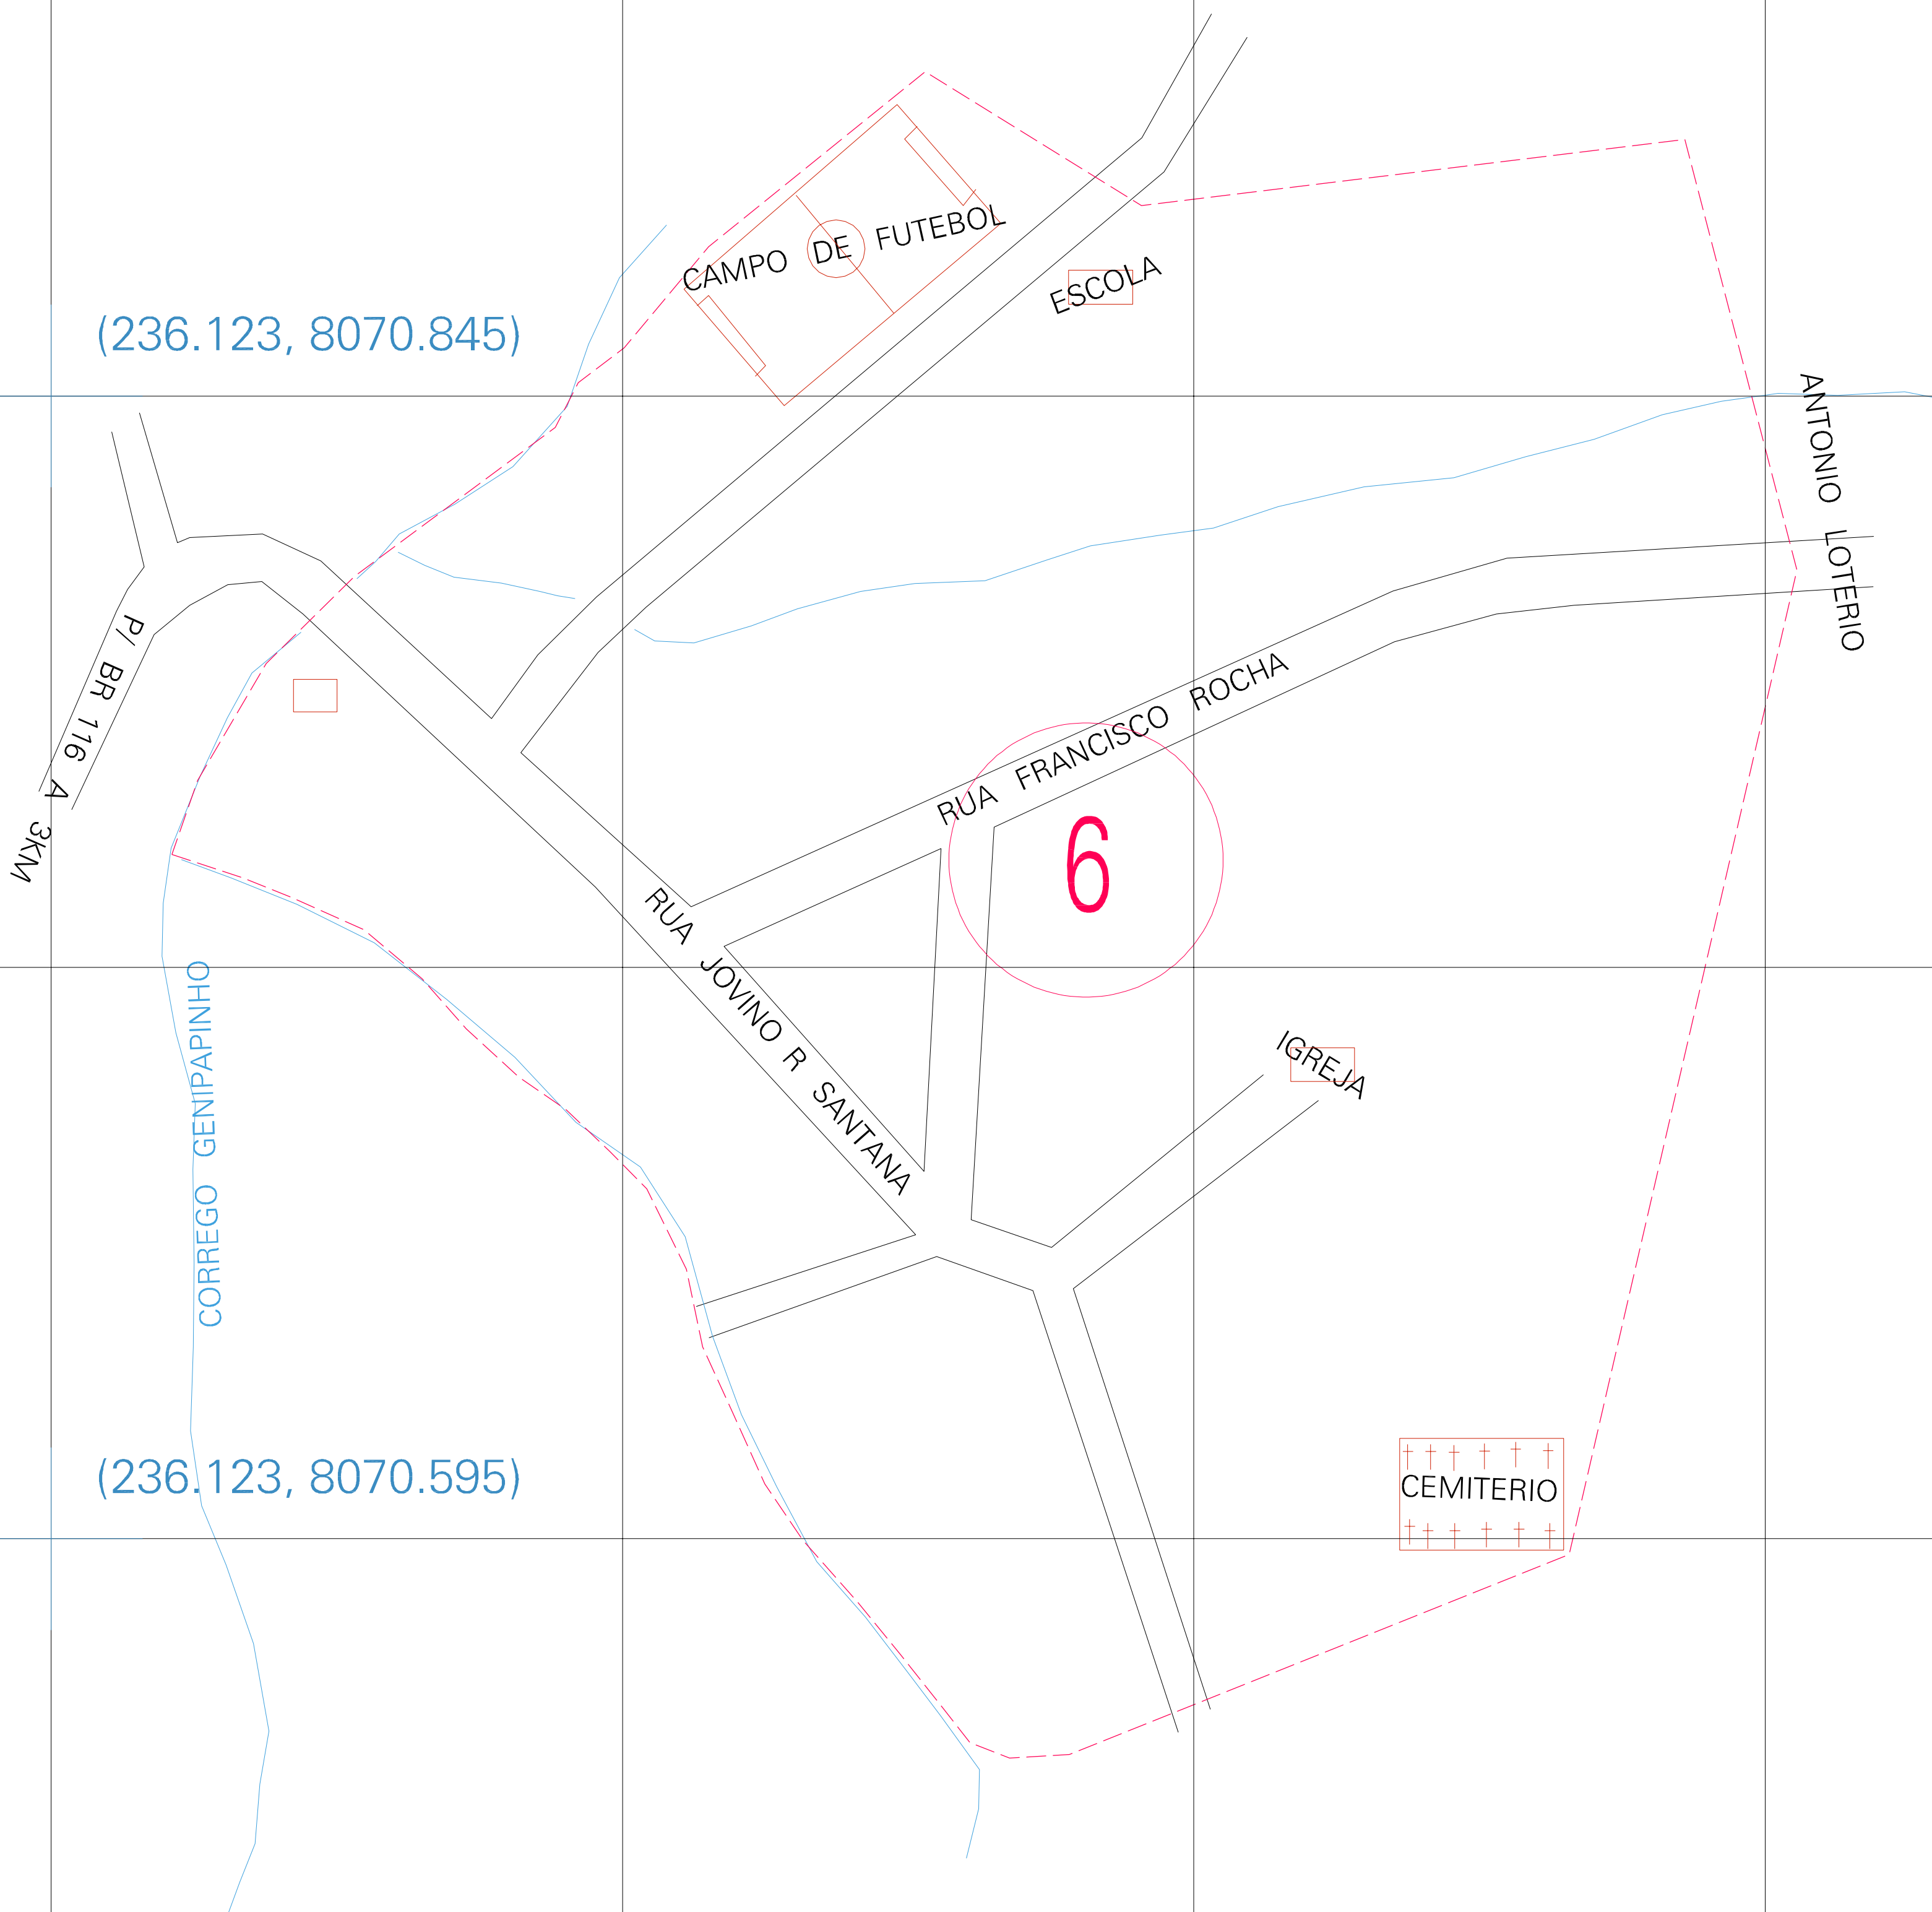 CAMPO DE FUTEBOL
ESCOLA
(236.123, 8070.845)
ANTONIO LOTERIO
P/ BR 116 A 3KM
RUA FRANCISCO ROCHA
6
RUA JOVINO R SANTANA
CORREGO GENIPAPINHO
IGREJA
(236.123, 8070.595)
CEMITERIO